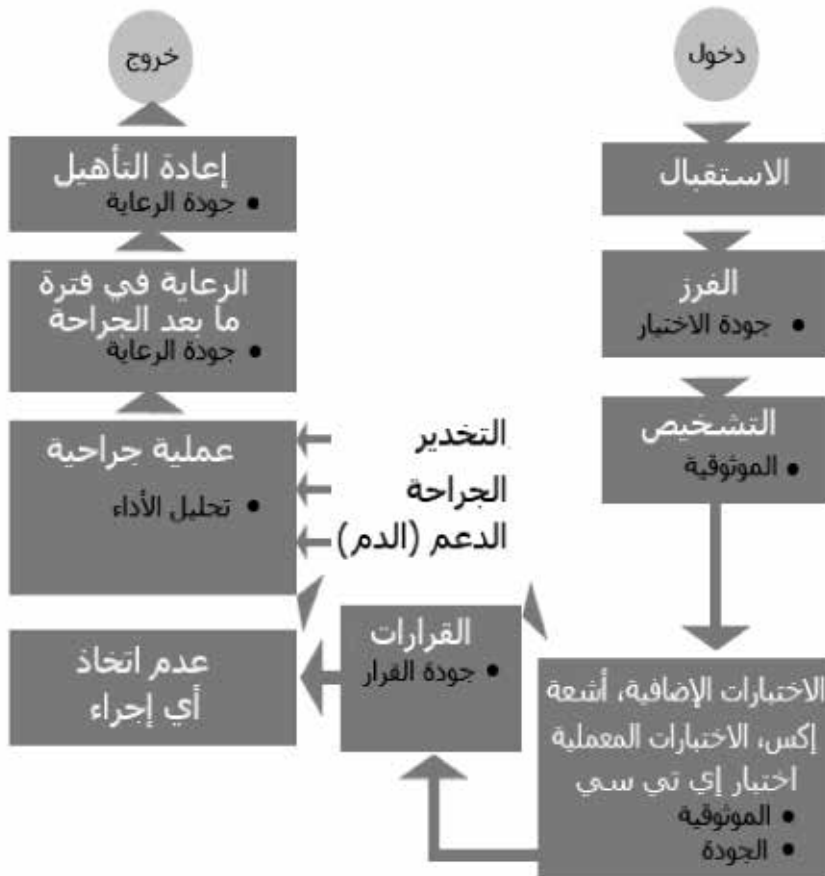 دخول
الاستقبال
الفرز
• جودة الاختبار
التشخيص
• الموثوقية
الاختبارات الإضافية، أشعة
إكس، الاختبارات المعملية
اختبار إي تي سي
• الموثوقية
• الجودة
القرارات
• جودة القرار
عدم اتخاذ
أي إجراء
التخدير
الجراحة
الدعم (الدم)
عملية جراحية
• تحليل الأداء
الرعاية في فترة
ما بعد الجراحة
• جودة الرعاية
إعادة التأهيل
• جودة الرعاية
خروج